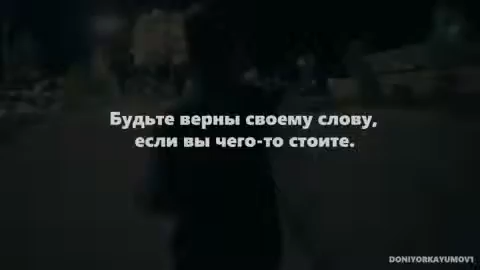 Будьте верны своему слову,
если вы чего-то стоите.
DONIYORKAYUMOV1